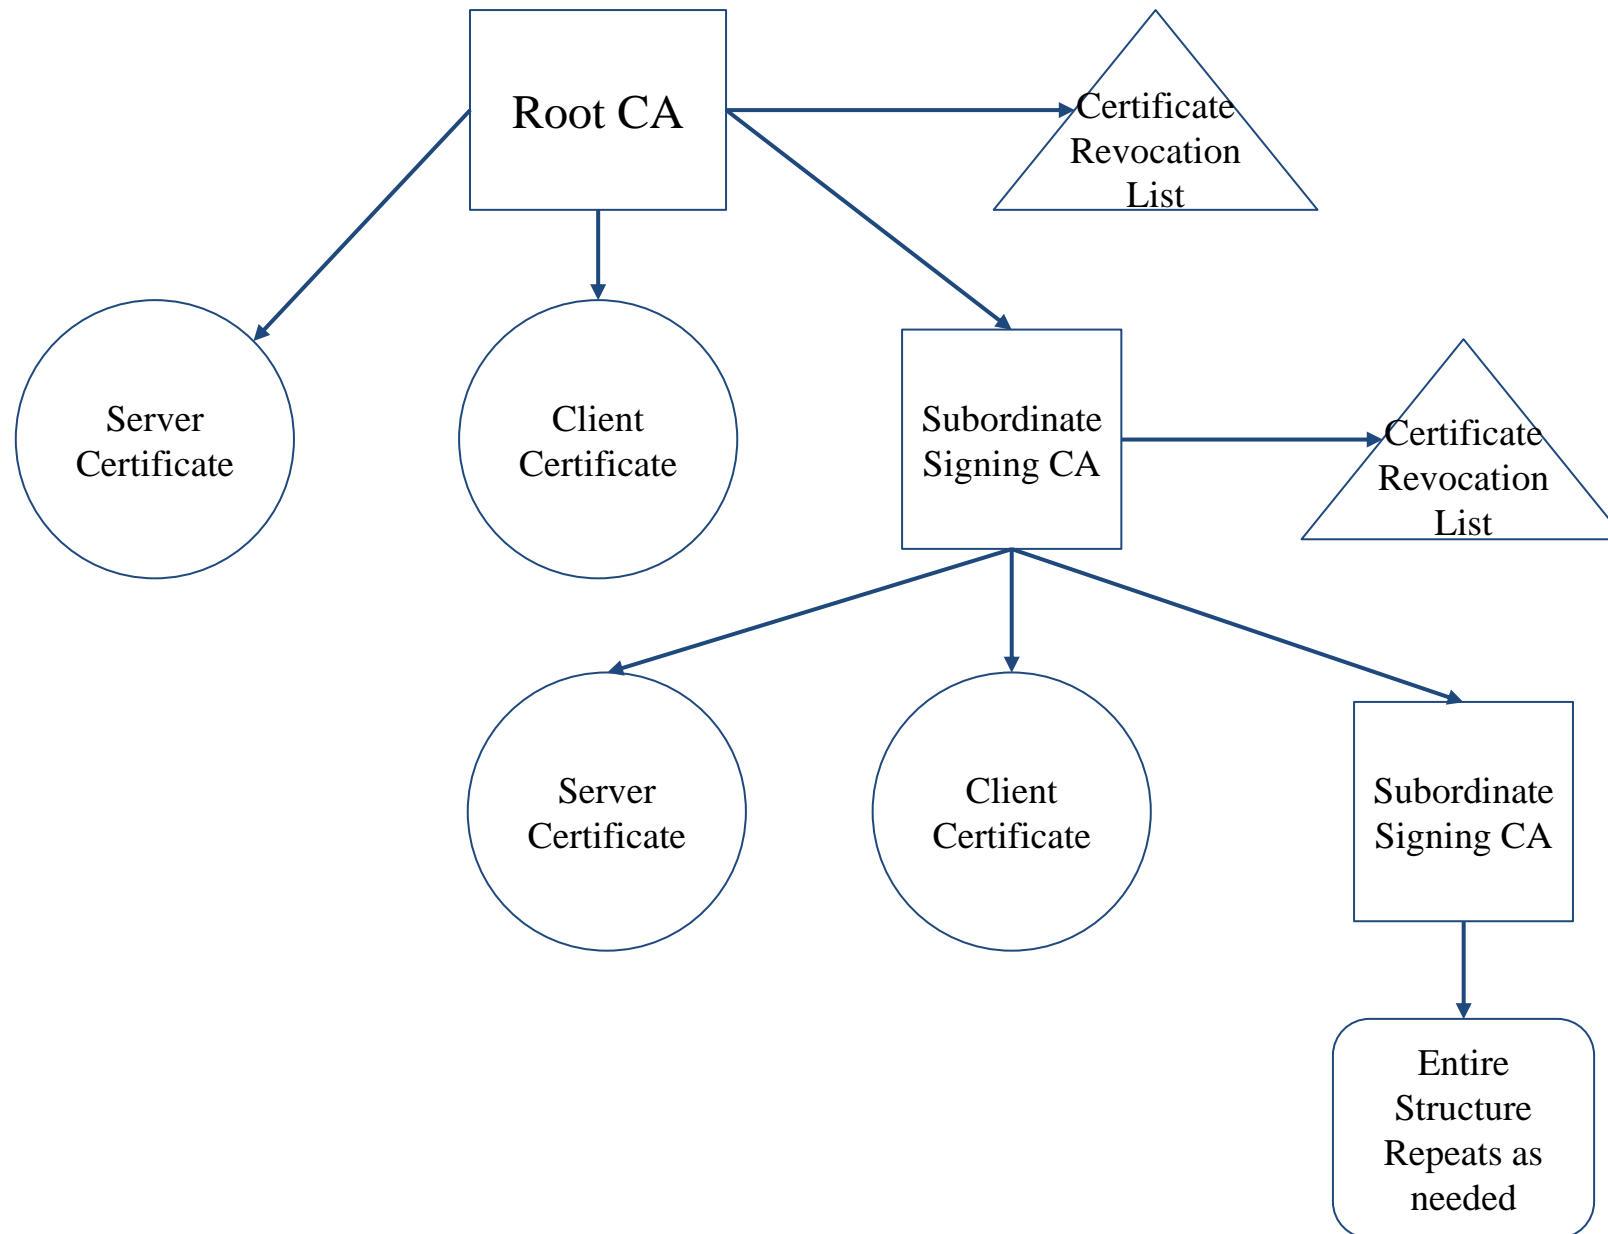 Root CA
Certificate
Revocation
List
Server
Certificate
Client
Certificate
Subordinate
Signing CA
Certificate
Revocation
List
Server
Certificate
Client
Certificate
Subordinate
Signing CA
Entire
Structure
Repeats as
needed